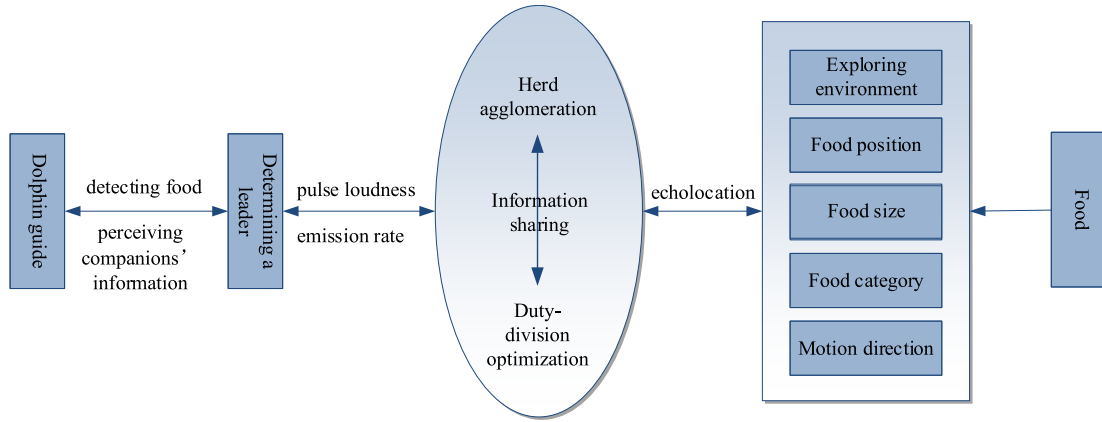 Dolphin guide
detecting food
perceiving
companions’
information
Determining a
leader
pulse loudness
emission rate
Herd
agglomeration
Information
sharing
Duty-
division
optimization
echolocation
Exploring
environment
Food position
Food size
Food category
Motion direction
Food